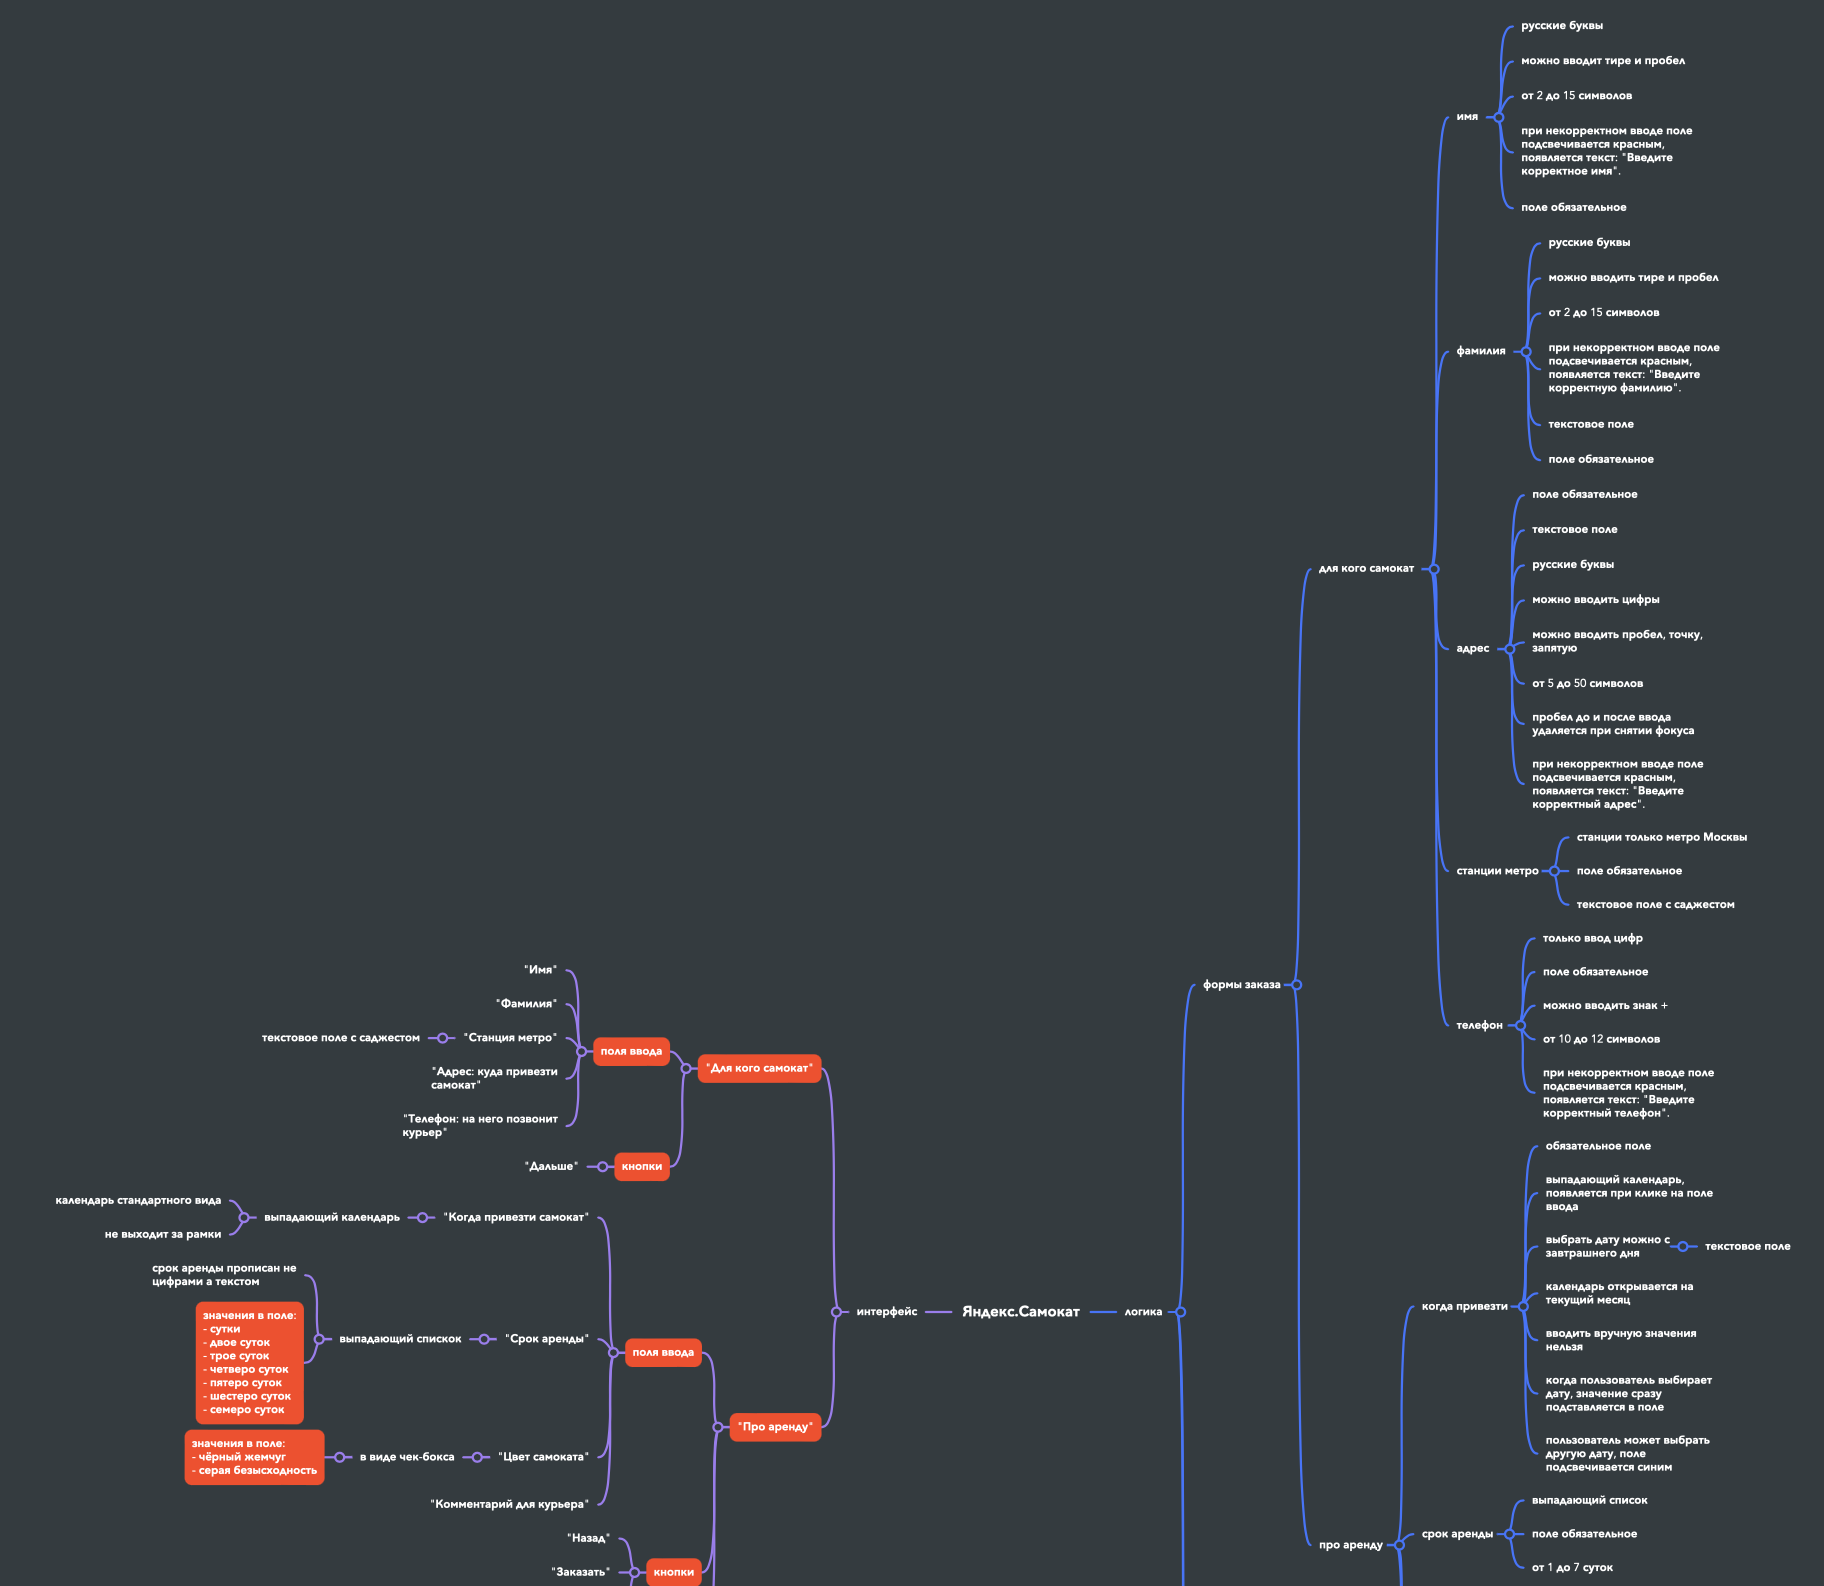 русские буквы
можно вводит тире и пробел
от 2 до 15 символов
имя
при некорректном вводе поле
подсвечивается красным,
появляется текст: "Введите
корректное имя".
поле обязательное
русские буквы
можно вводить тире и пробел
от 2 до 15 символов
фамилия
при некорректном вводе поле
подсвечивается красным,
появляется текст: "Введите
корректную фамилию".
текстовое поле
поле обязательное
для кого самокат
поле обязательное
текстовое поле
русские буквы
можно вводить цифры
можно вводить пробел, точку,
запятую
адрес
от 5 до 50 символов
пробел до и после ввода
удаляется при снятии фокуса
при некорректном вводе поле
подсвечивается красным,
появляется текст: "Введите
корректный адрес".
станции только метро Москвы
станции метро
поле обязательное
текстовое поле с саджестом
только ввод цифр
поле обязательное
можно вводить знак +
телефон
от 10 до 12 символов
при некорректном вводе поле
подсвечивается красным,
появляется текст: "Введите
корректный телефон".
формы заказа
"Имя"
"Фамилия"
текстовое поле с саджестом
"Станция метро"
поля ввода
"Для кого самокат"
"Адрес: куда привезти
самокат"
"Телефон: на него позвонит
курьер"
"Дальше"
кнопки
календарь стандартного вида
не выходит за рамки
выпадающий календарь
"Когда привезти самокат"
срок аренды прописан не
цифрами а текстом
значения в поле:
- сутки
- двое суток
- трое суток
- четверо суток
- пятеро суток
- шестеро суток
- семеро суток
выпадающий спискок
"Срок аренды"
поля ввода
интерфейс
Яндекс.Самокат
логика
"Про аренду"
значения в поле:
- чёрный жемчуг
- серая безысходность
в виде чек-бокса
"Цвет самоката"
"Комментарий для курьера"
"Назад"
"Заказать"
кнопки
обязательное поле
выпадающий календарь,
появляется при клике на поле
ввода
выбрать дату можно с
завтрашнего дня
текстовое поле
календарь открывается на
текущий месяц
когда привезти
вводить вручную значения
нельзя
когда пользователь выбирает
дату, значение сразу
подставляется в поле
пользователь может выбрать
другую дату, поле
подсвечивается синим
про аренду
выпадающий список
срок аренды
поле обязательное
от 1 до 7 суток